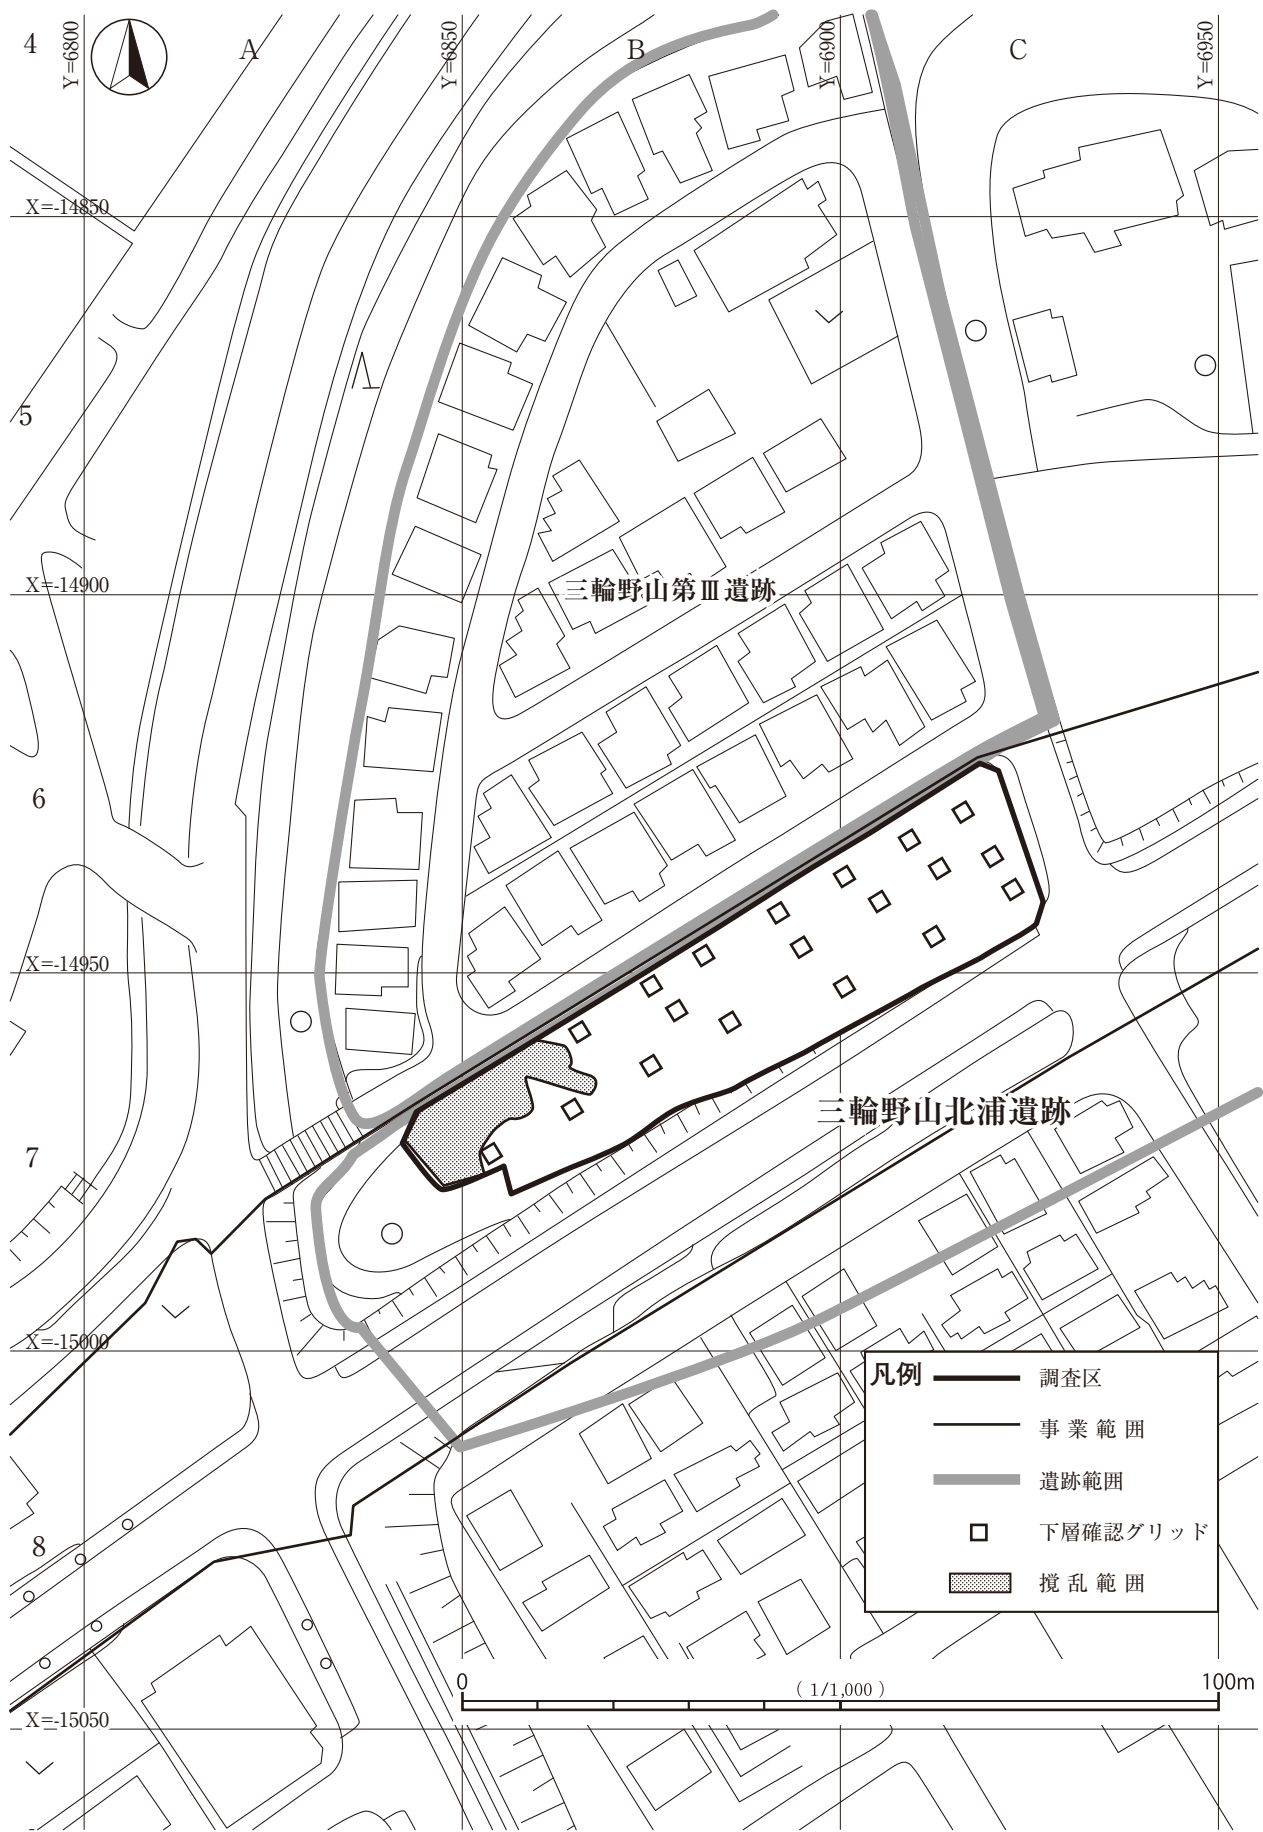 4
A
B
C
Y=6800
Y=6850
Y=6900
Y=6950
X=-14850
5
X=-14900
三輪野山第Ⅲ遺跡
6
X=-14950
三輪野山北浦遺跡
7
X=-15000
凡例
調査区
事業範囲
遺跡範囲
下層確認グリッド
撹乱範囲
8
0
（1/1,000）
100m
X=-15050